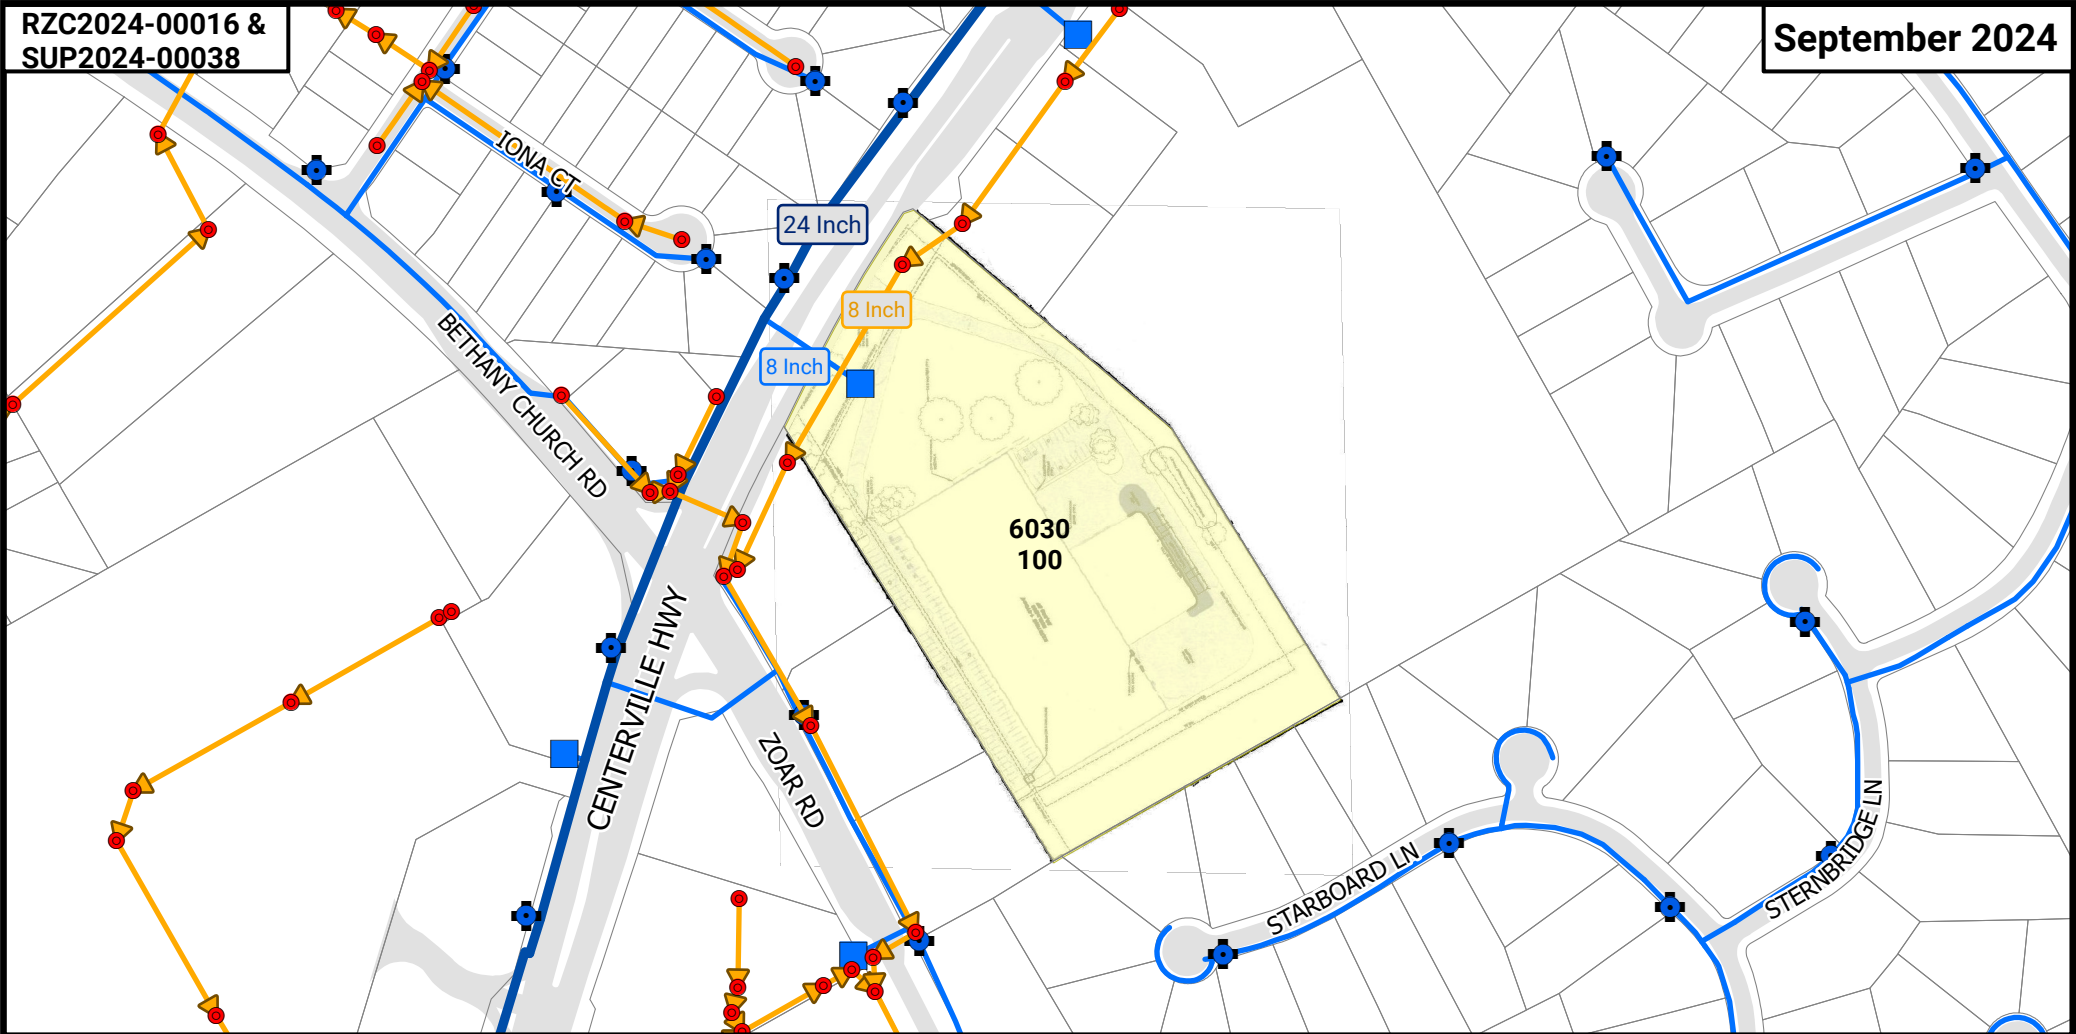 RZC2024-00016 &
SUP2024-00038
September 2024
IONA CT
24 Inch
8 Inch
8 Inch
BETHANY CHURCH RD
6030
100
CENTERVILLE HWY
ZOAR RD
STARBOARD LN
STERNBRIDGE LN